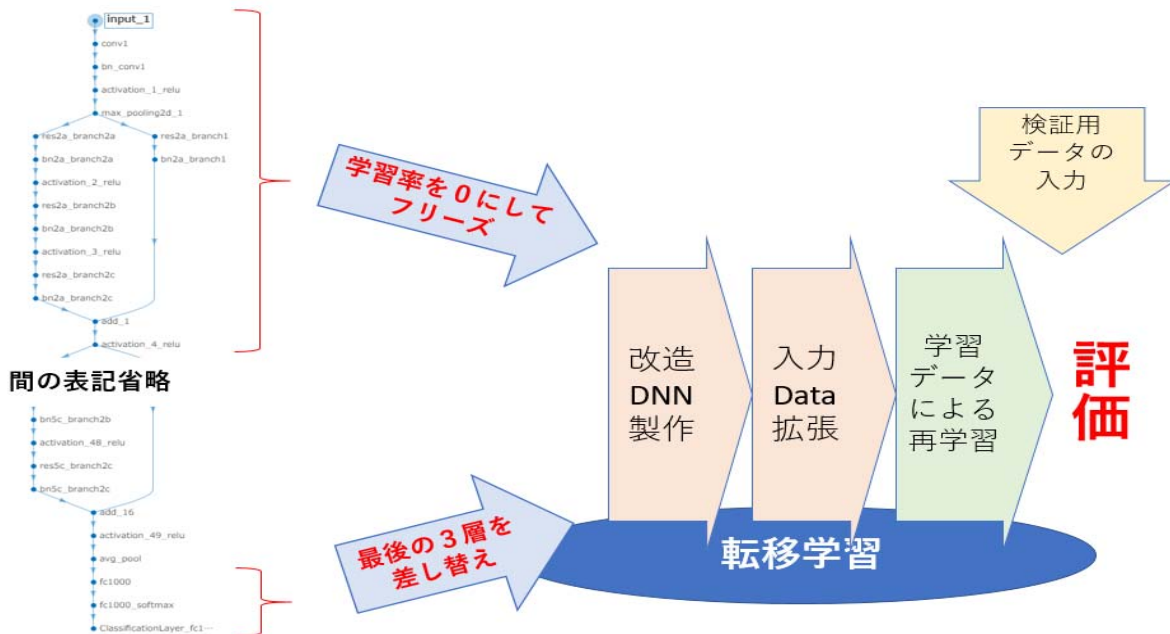 input_1
conv1
bn_conv1
activation_1_relu
max_pooling2d_1
res2a_branch2a
res2a_branch1
bn2a_branch2a
bn2a_branch1
activation_2_relu
res2a_branch2b
bn2a_branch2b
activation_3_relu
res2a_branch2c
bn2a_branch2c
add_1
activation_4_relu
間の表記省略
bn5c_branch2b
activation_48_relu
res5c_branch2c
bn5c_branch2c
add_16
activation_49_relu
avg_pool
fc1000
fc1000_softmax
ClassificationLayer_fc1…
学習率を0にして
フリーズ
最後の3層を
差し替え
改造
DNN
製作
入力
Data
拡張
学習
データ
による
再学習
検証用
データの
入力
評
価
転移学習